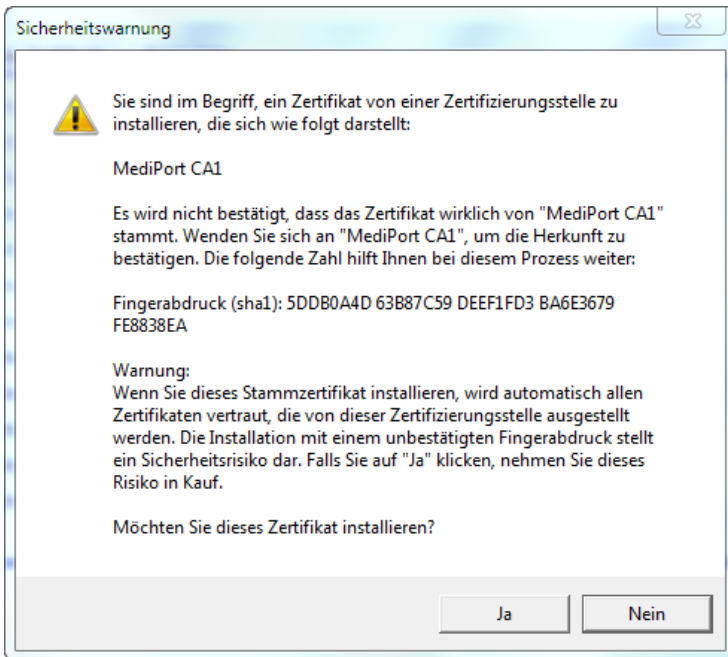 Sicherheitswarnung
Sie sind im Begriff, ein Zertifikat von einer Zertifizierungsstelle zu
installieren, die sich wie folgt darstellt:
MediPort CA1
Es wird nicht bestätigt, dass das Zertifikat wirklich von "MediPort CA1"
stammt. Wenden Sie sich an "MediPort CA1", um die Herkunft zu
bestätigen. Die folgende Zahl hilft Ihnen bei diesem Prozess weiter:
Fingerabdruck (sha1): 5DDB0A4D 63B87C59 DEEF1FD3 BA6E3679
FE8838EA
Warnung:
Wenn Sie dieses Stammzertifikat installieren, wird automatisch allen
Zertifikaten vertraut, die von dieser Zertifizierungsstelle ausgestellt
werden. Die Installation mit einem unbestätigten Fingerabdruck stellt
ein Sicherheitsrisiko dar. Falls Sie auf "Ja" klicken, nehmen Sie dieses
Risiko in Kauf.
Möchten Sie dieses Zertifikat installieren?
Ja
Nein